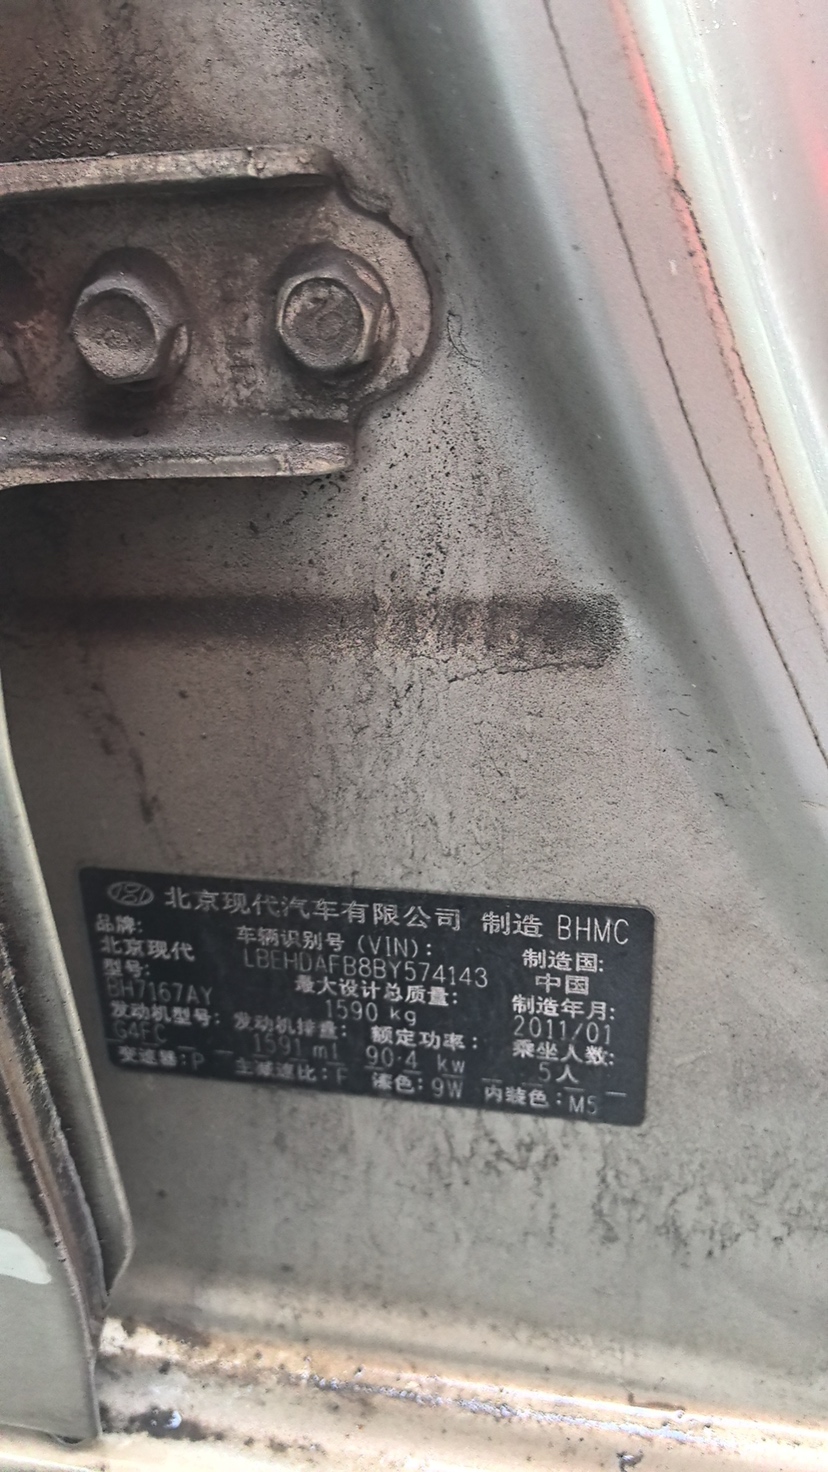 北京现代汽车有限公司 制造 BHMC
品牌: 车辆识别号 (VIN): 制造国:
北京现代 LBEHDAFB8BY574143 中国
型号: 最大设计总质量: 制造年月:
BH7167AY 1590 kg 2011/01
发动机型号: 发动机排量: 额定功率: 乘坐人数:
G4FC 1591 ml 90.4 kw 5人
变速器:P 主减速比:F 漆色:9W 内装色:M5